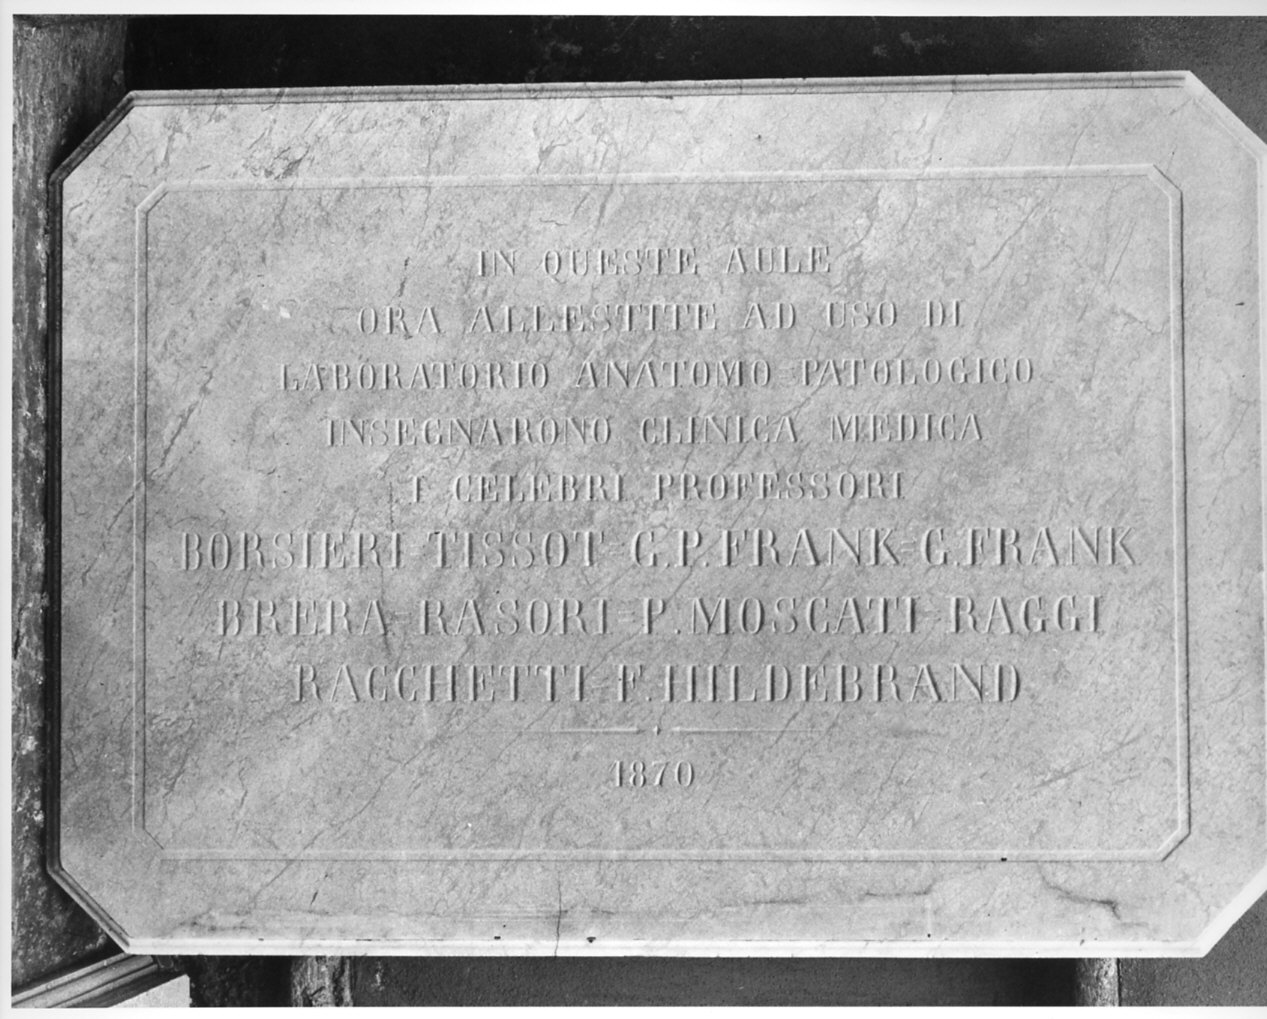 IN QUESTE AULE
ORA ALLESTITE AD USO DI
LABORATORIO ANATOMO-PATOLOGICO
INSEGNARONO CLINICA MEDICA
I CELEBRI PROFESSORI
BORSIERI-TISSOT-G.P.FRANK-G.FRANK
BRERA-RASORI-P.MOSCATI-RAGGI
RACCHETTI-F.HILDEBRAND
1870